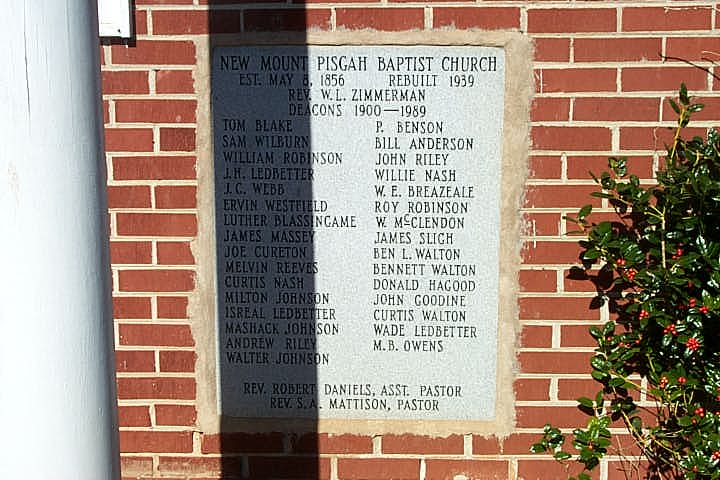 NEW MOUNT PISGAH BAPTIST CHURCH
EST. MAY 8, 1856 REBUILT 1939
REV. W. L. ZIMMERMAN
DEACONS 1900—1989
TOM BLAKE P. BENSON
SAM WILBURN BILL ANDERSON
WILLIAM ROBINSON JOHN RILEY
J. H. LEDBETTER WILLIE NASH
J. C. WEBB W. E. BREAZEALE
ERVIN WESTFIELD ROY ROBINSON
LUTHER BLASSINGAME W. McCLENDON
JAMES MASSEY JAMES SLIGH
JOE CURETON BEN L. WALTON
MELVIN REEVES BENNETT WALTON
CURTIS NASH DONALD HAGOOD
MILTON JOHNSON JOHN GOODINE
ISREAL LEDBETTER CURTIS WALTON
MASHACK JOHNSON WADE LEDBETTER
ANDREW RILEY M. B. OWENS
WALTER JOHNSON
REV. ROBERT DANIELS, ASST. PASTOR
REV. S. A. MATTISON, PASTOR